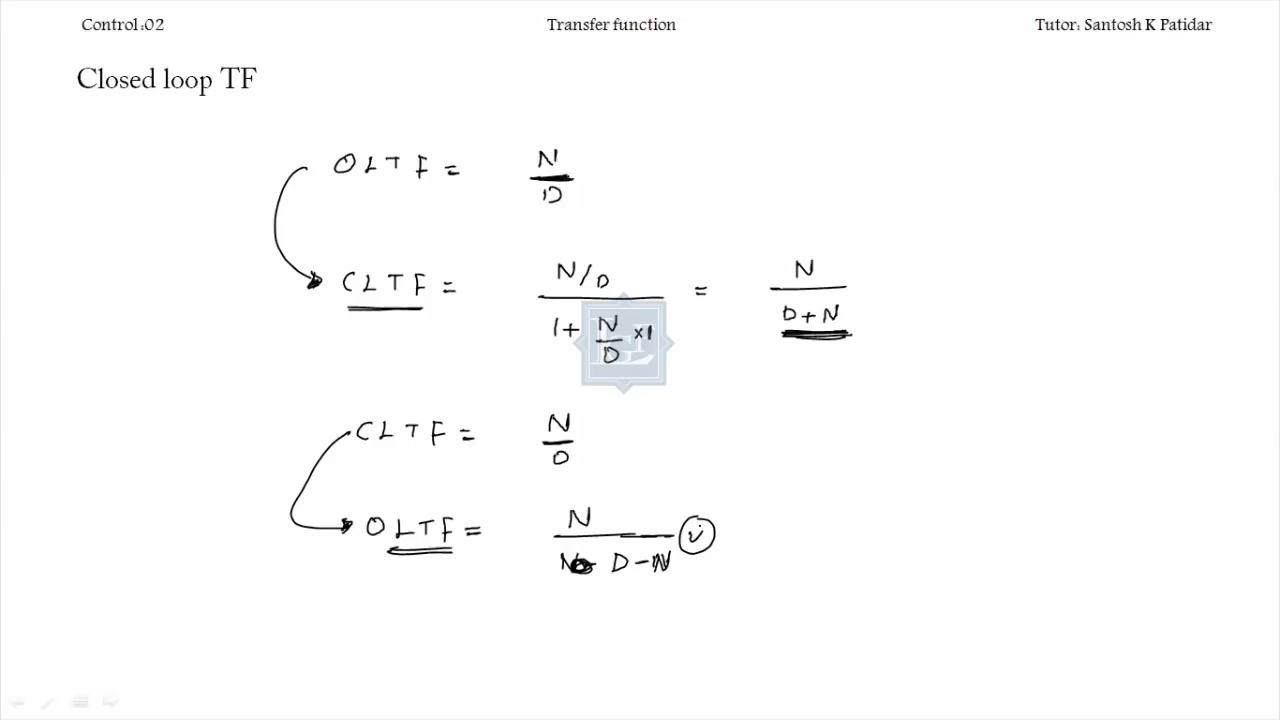 Control :02 Transfer function Tutor: Santosh K Patidar
Closed loop TF
OLTF = N/D
CLTF = (N/D)/(1+ N/D ×1) = N/(D+N)
CLTF = N/D
OLTF = N/(D-N)